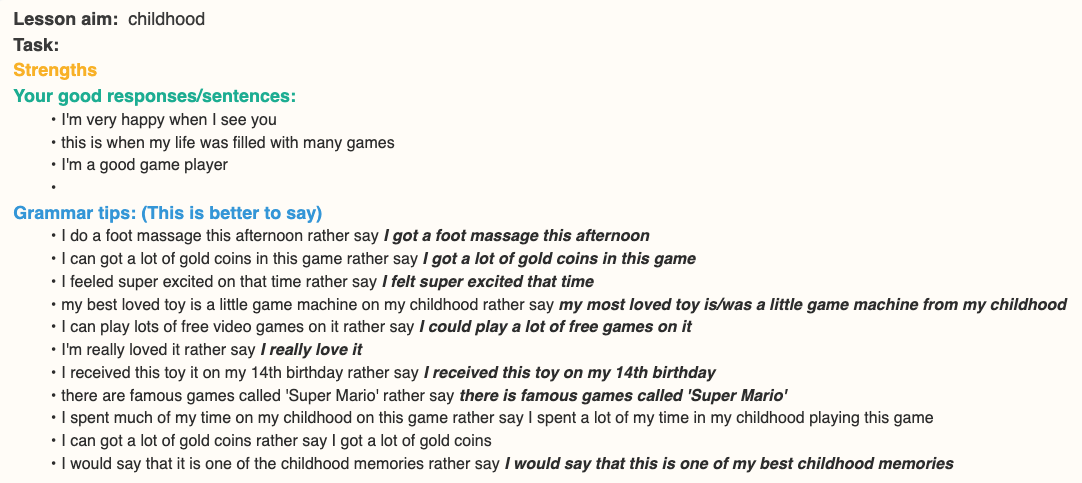 Lesson aim: childhood
Task:
Strengths
Your good responses/sentences:
• I'm very happy when I see you
• this is when my life was filled with many games
• I'm a good game player
•
Grammar tips: (This is better to say)
• I do a foot massage this afternoon rather say I got a foot massage this afternoon
• I can got a lot of gold coins in this game rather say I got a lot of gold coins in this game
• I feeled super excited on that time rather say I felt super excited that time
• my best loved toy is a little game machine on my childhood rather say my most loved toy is/was a little game machine from my childhood
• I can play lots of free video games on it rather say I could play a lot of free games on it
• I'm really loved it rather say I really love it
• I received this toy it on my 14th birthday rather say I received this toy on my 14th birthday
• there are famous games called 'Super Mario' rather say there is famous games called 'Super Mario'
• I spent much of my time on my childhood on this game rather say I spent a lot of my time in my childhood playing this game
• I can got a lot of gold coins rather say I got a lot of gold coins
• I would say that it is one of the childhood memories rather say I would say that this is one of my best childhood memories